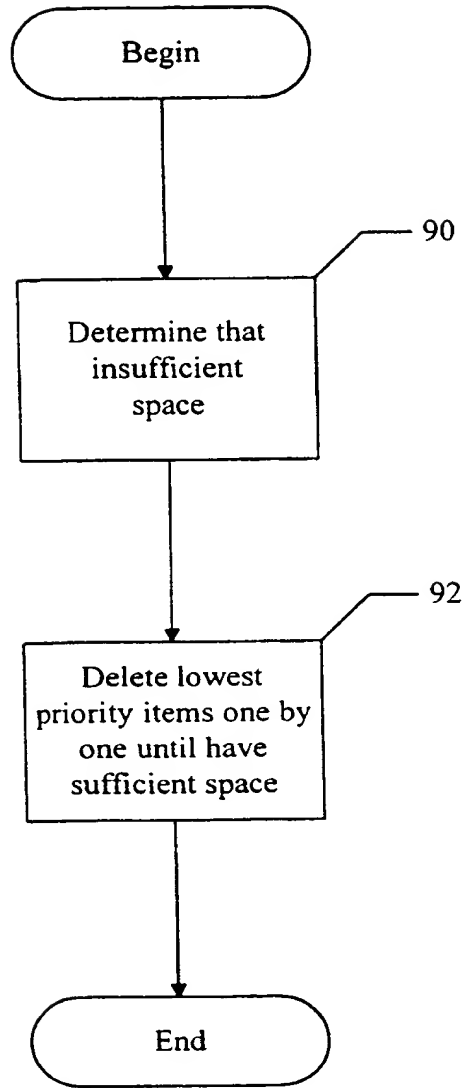 Begin
90
Determine that
insufficient
space
92
Delete lowest
priority items one by
one until have
sufficient space
End